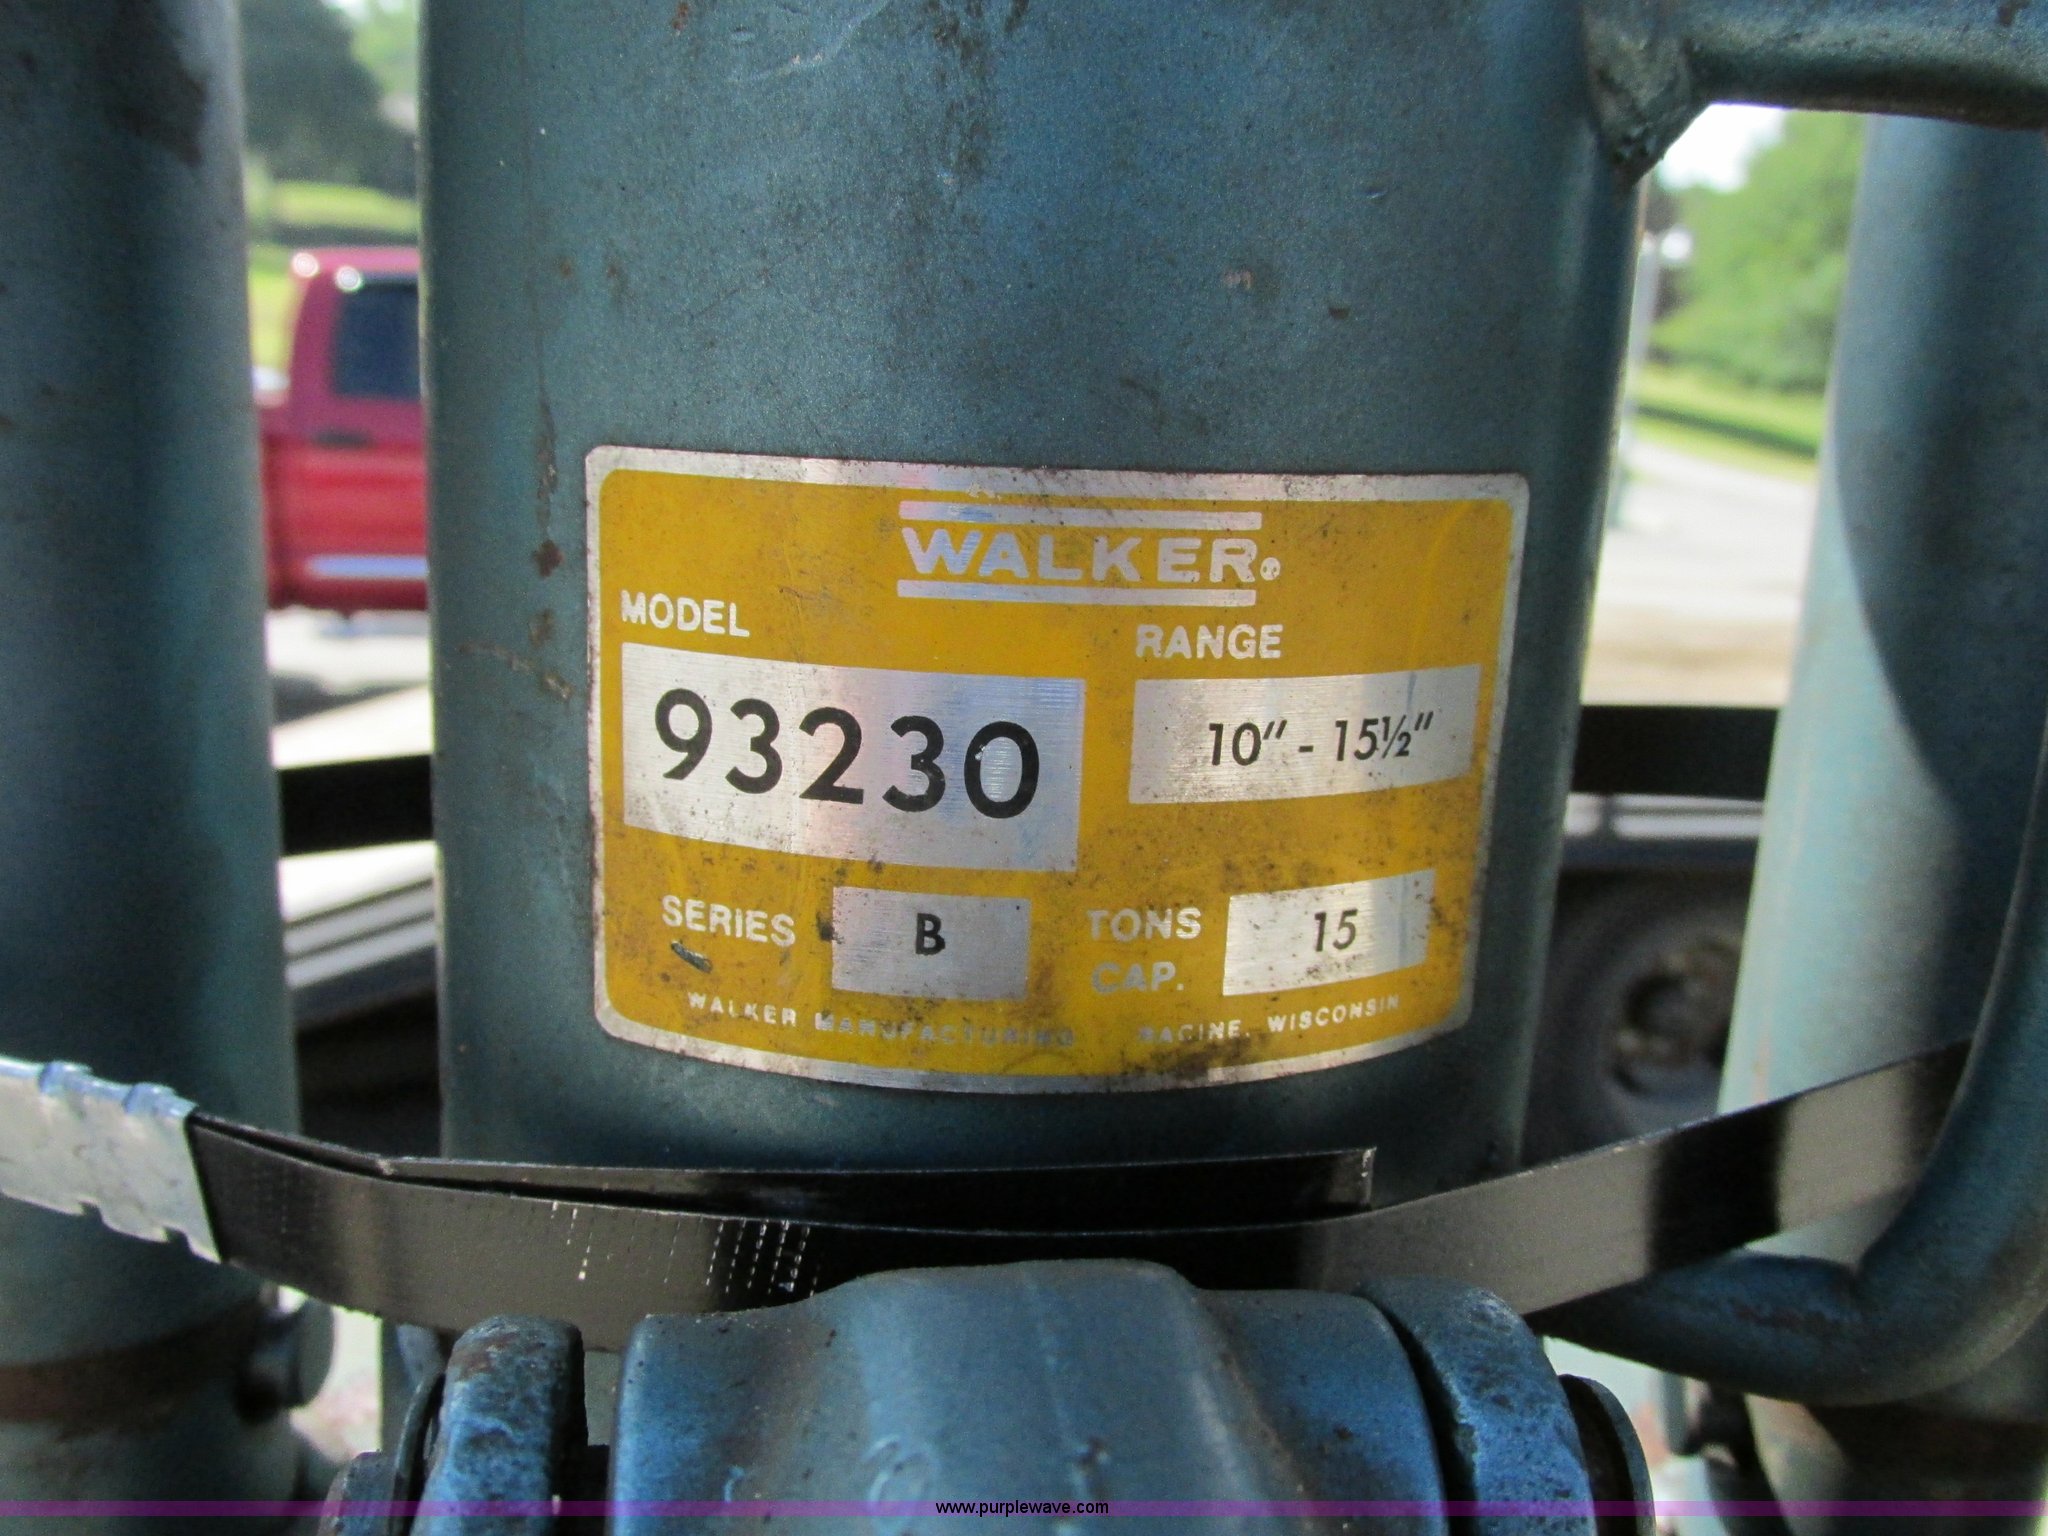 WALKER
MODEL
RANGE
93230
10" - 15½"
SERIES B
TONS CAP. 15
WALKER MANUFACTURING RACINE, WISCONSIN
www.purplewave.com